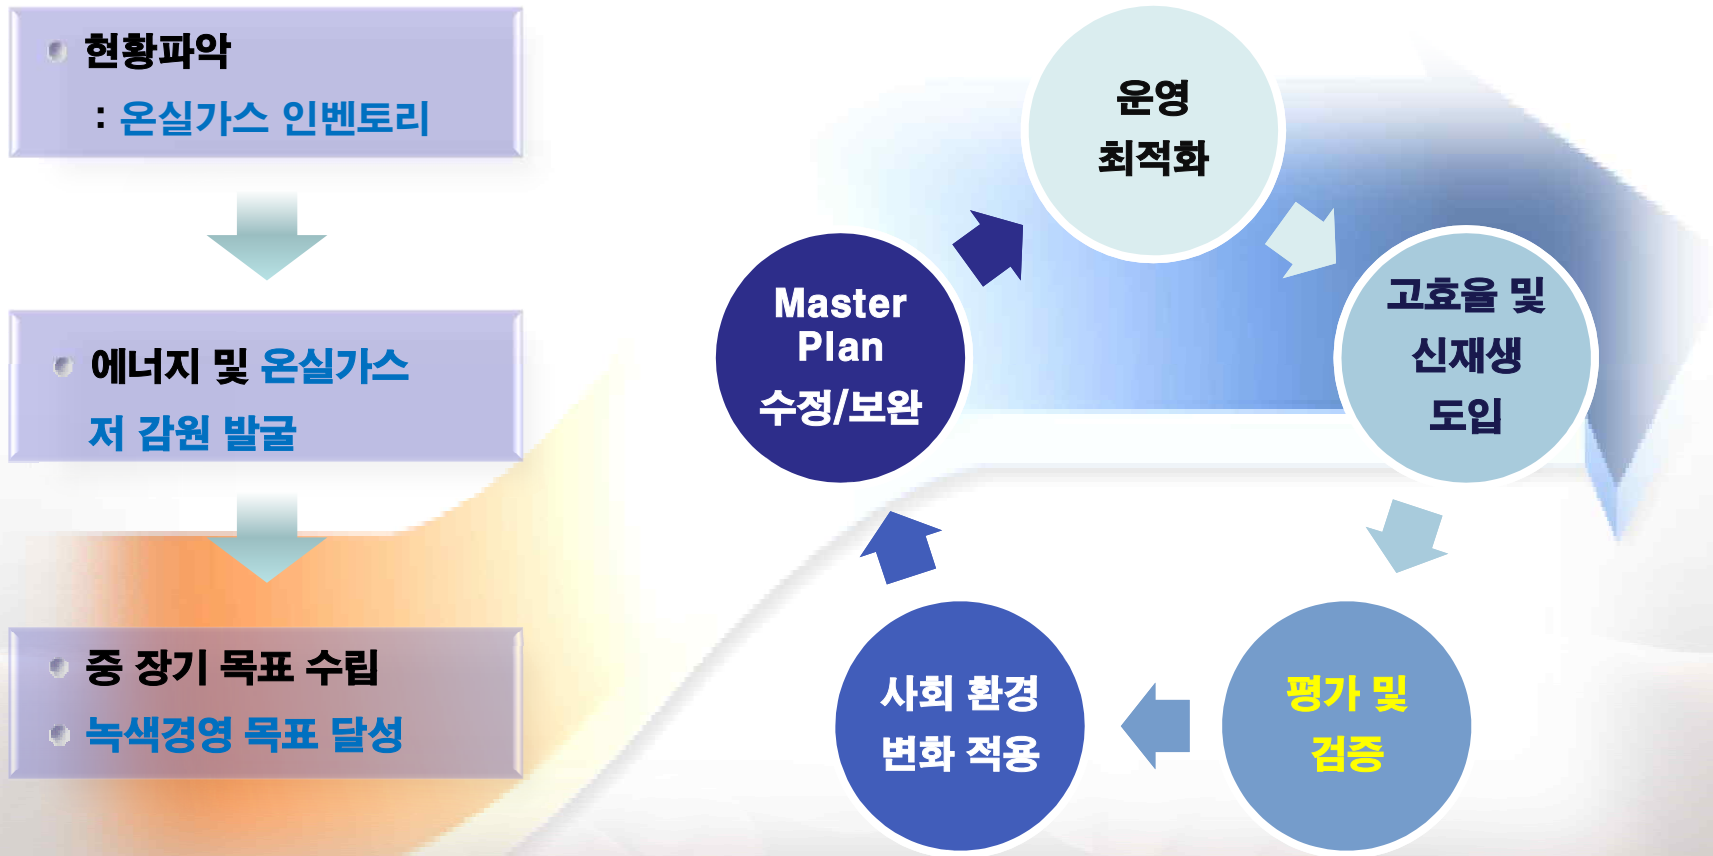 현황파악
: 온실가스 인벤토리
에너지 및 온실가스
저 감원 발굴
중 장기 목표 수립
녹색경영 목표 달성
운영
최적화
고효율 및
신재생
도입
평가 및
검증
사회 환경
변화 적용
Master
Plan
수정/보완